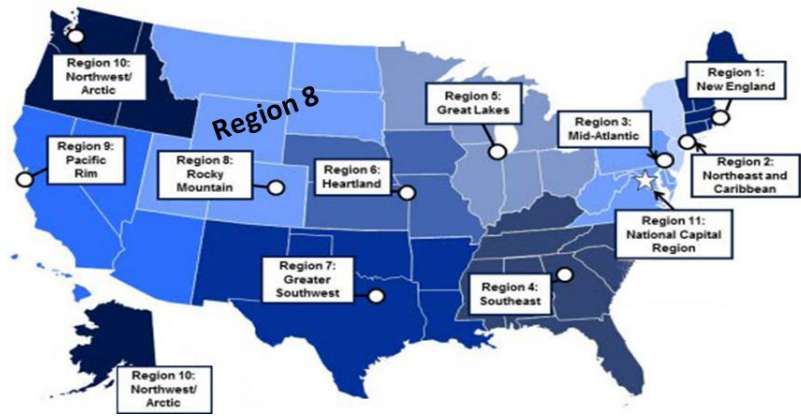 Region 10:
Northwest/
Arctic
Region 8
Region 5:
Great Lakes
Region 1:
New England
Region 3:
Mid-Atlantic
Region 9:
Pacific
Rim
Region 8:
Rocky
Mountain
Region 6:
Heartland
Region 2:
Northeast and
Caribbean
Region 11:
National Capital
Region
Region 7:
Greater
Southwest
Region 4:
Southeast
Region 10:
Northwest/
Arctic